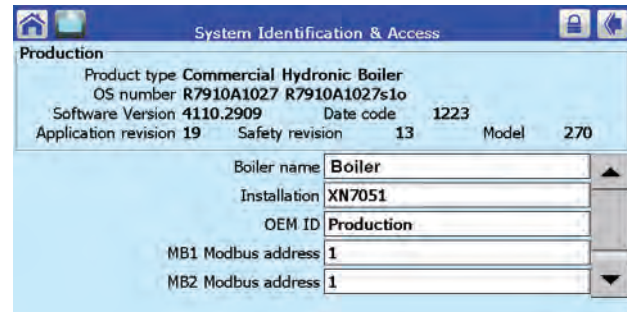 System Identification & Access
Production
Product type Commercial Hydronic Boiler
OS number R7910A1027 R7910A1027s1o
Software Version 4110.2909 Date code 1223
Application revision 19 Safety revision 13 Model 270
Boiler name Boiler
Installation XN7051
OEM ID Production
MB1 Modbus address 1
MB2 Modbus address 1